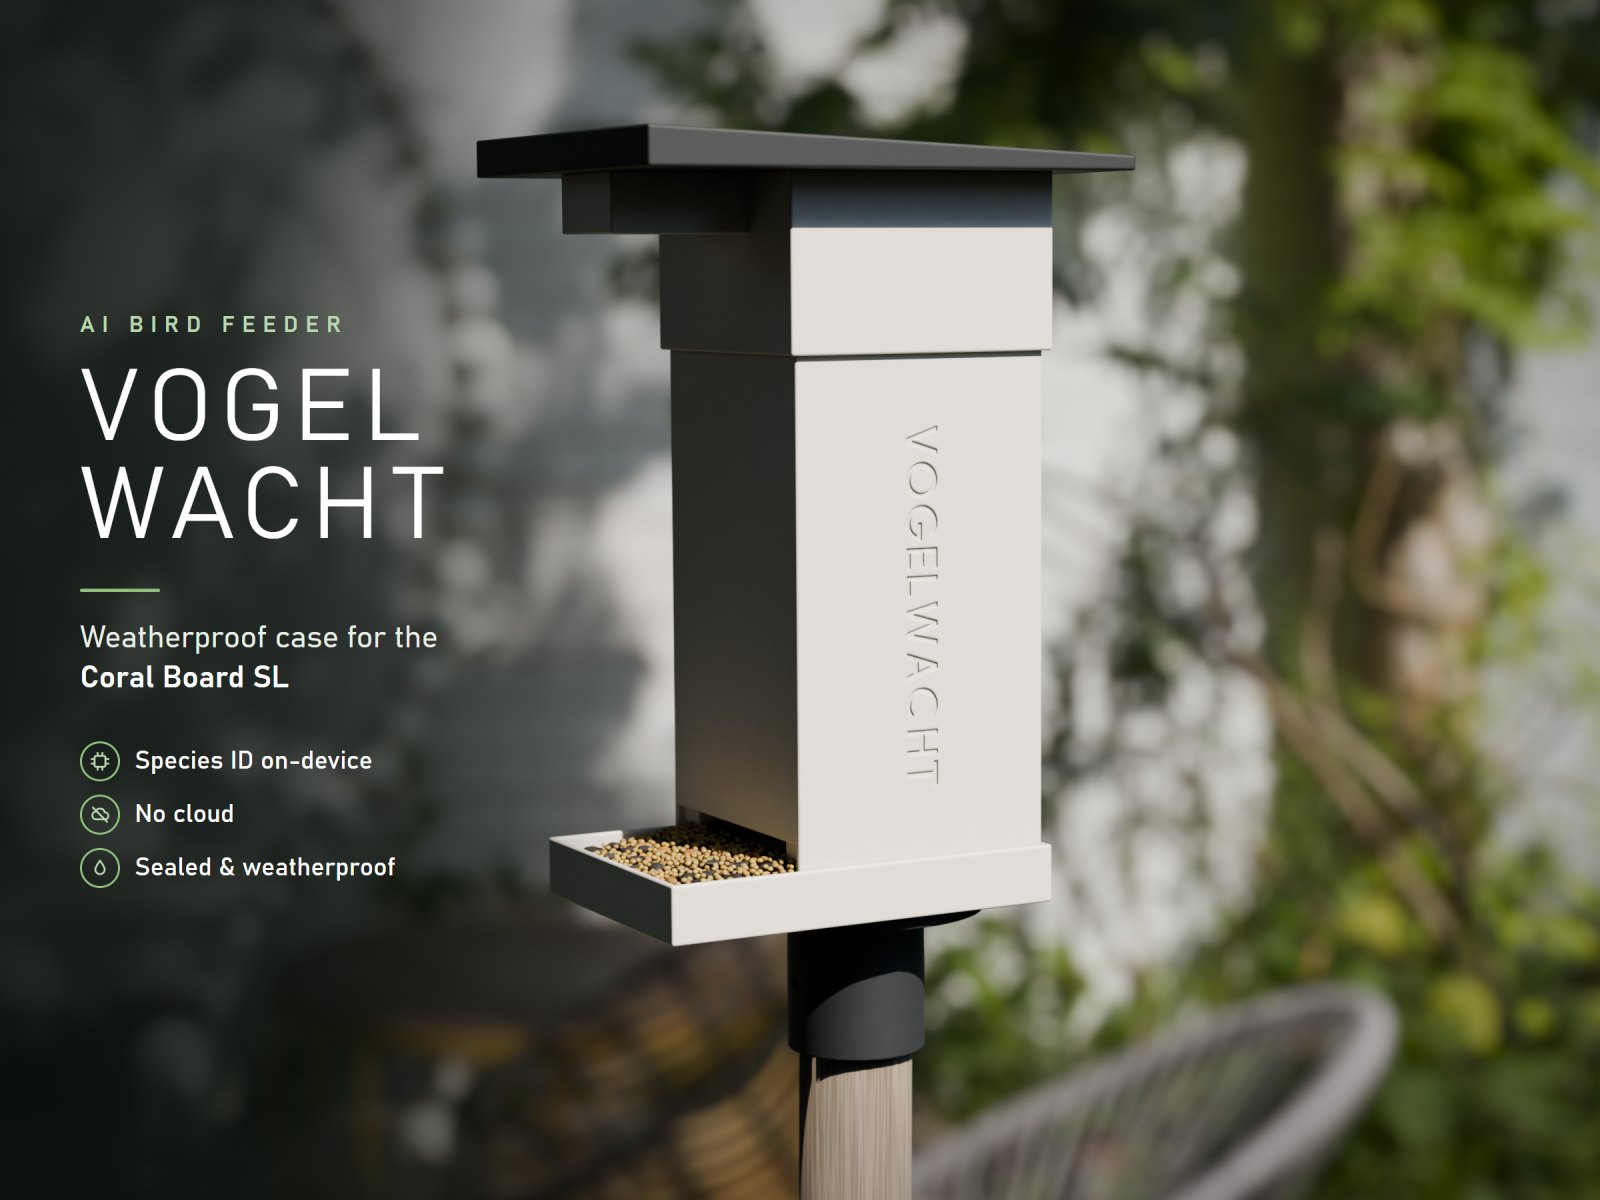 AI BIRD FEEDER
VOGEL
WACHT
Weatherproof case for the
Coral Board SL
Species ID on-device
No cloud
Sealed & weatherproof
VOGELWACHT